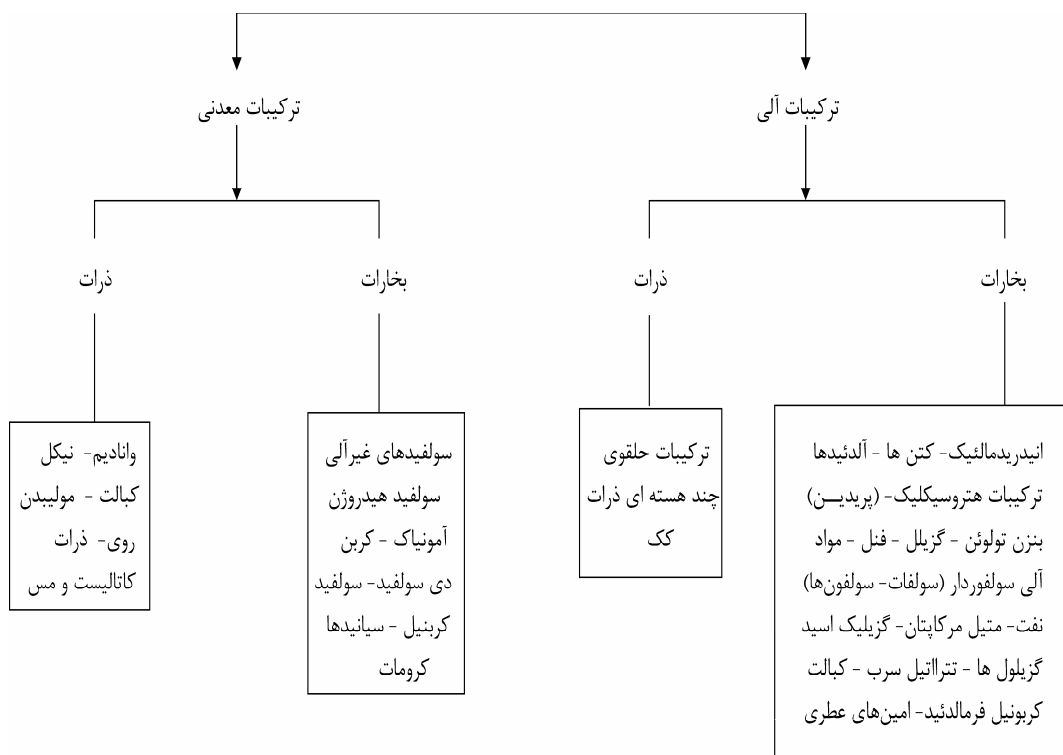 ترکیبات آلی
ترکیبات معدنی
بخارات
ذرات
بخارات
ذرات
انیدریدمالئیک- کتن ها - آلدئیدها
ترکیبات هتروسیکلیک- (پریدیــن)
بنزن تولوئن - گزیلل - فنل - مواد
آلی سولفوردار (سولفات- سولفون‌ها)
نفت- متیل مرکاپتان- گزیلیک اسید
گزیلول ها - تترااتیل سرب - کبالت
کربونیل فرمالدئید- امین‌های عطری
ترکیبات حلقوی
چند هسته ای ذرات
کک
سولفیدهای غیرآلی
سولفید هیدروژن
آمونیاک - کربن
دی سولفید- سولفید
کربنیل - سیانیدها
کرومات
وانادیم- نیکل
کبالت - مولیبدن
روی- ذرات
کاتالیست و مس